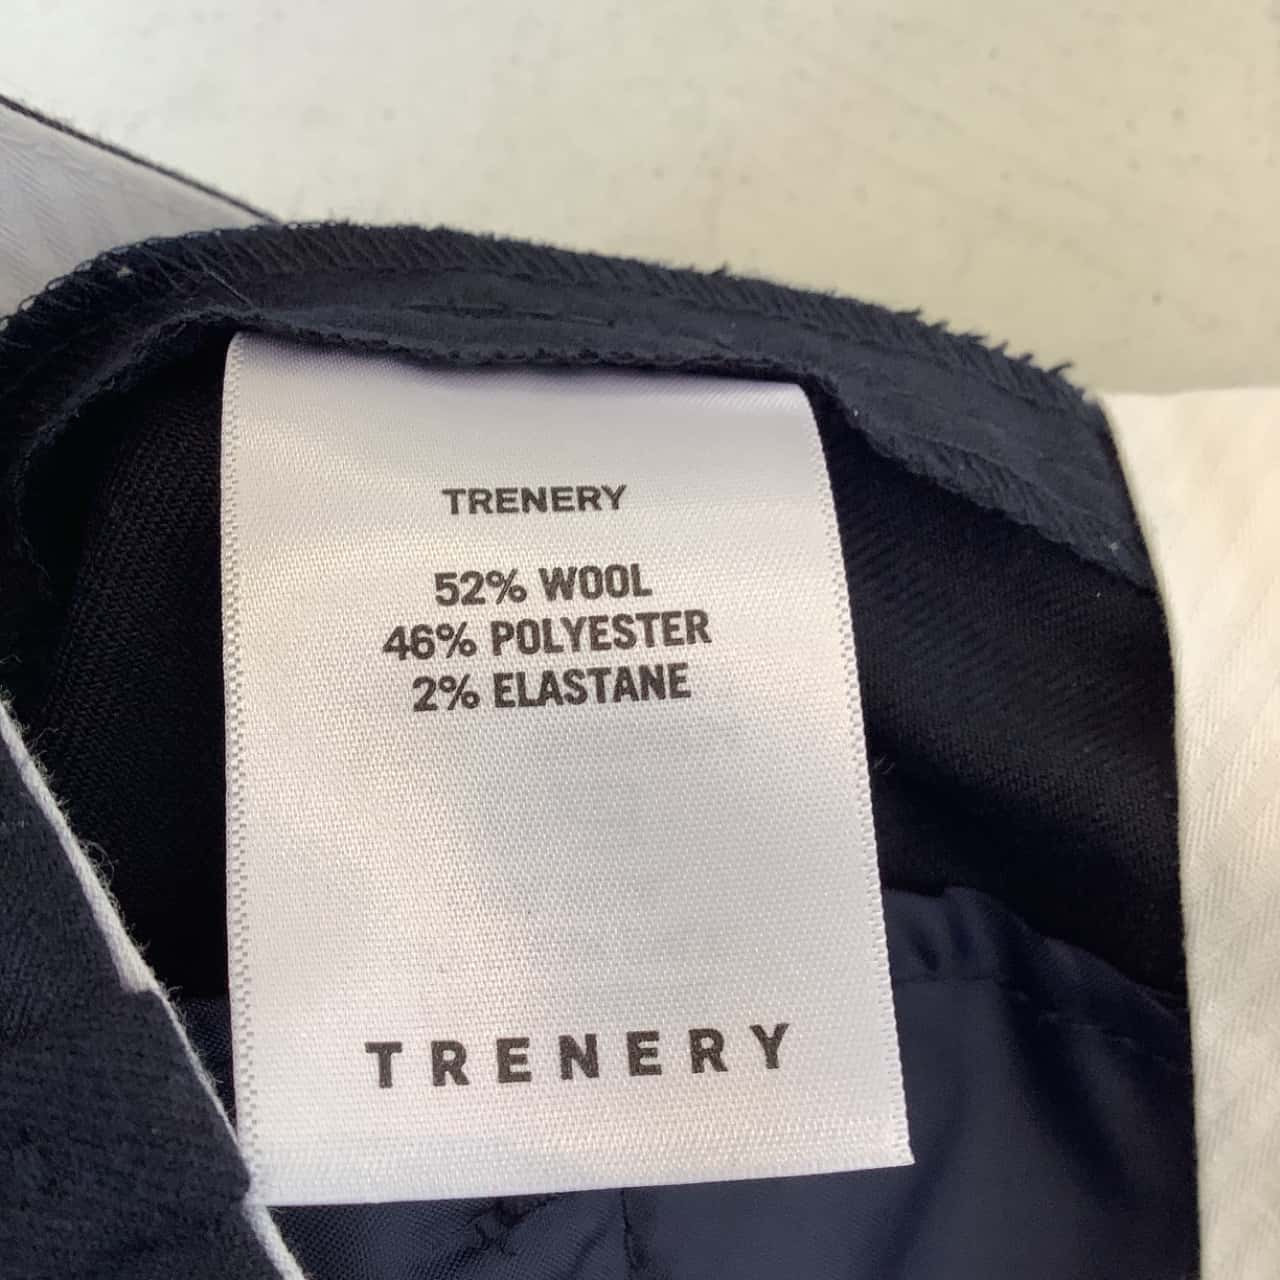 TRENERY
52% WOOL
46% POLYESTER
2% ELASTANE
TRENERY